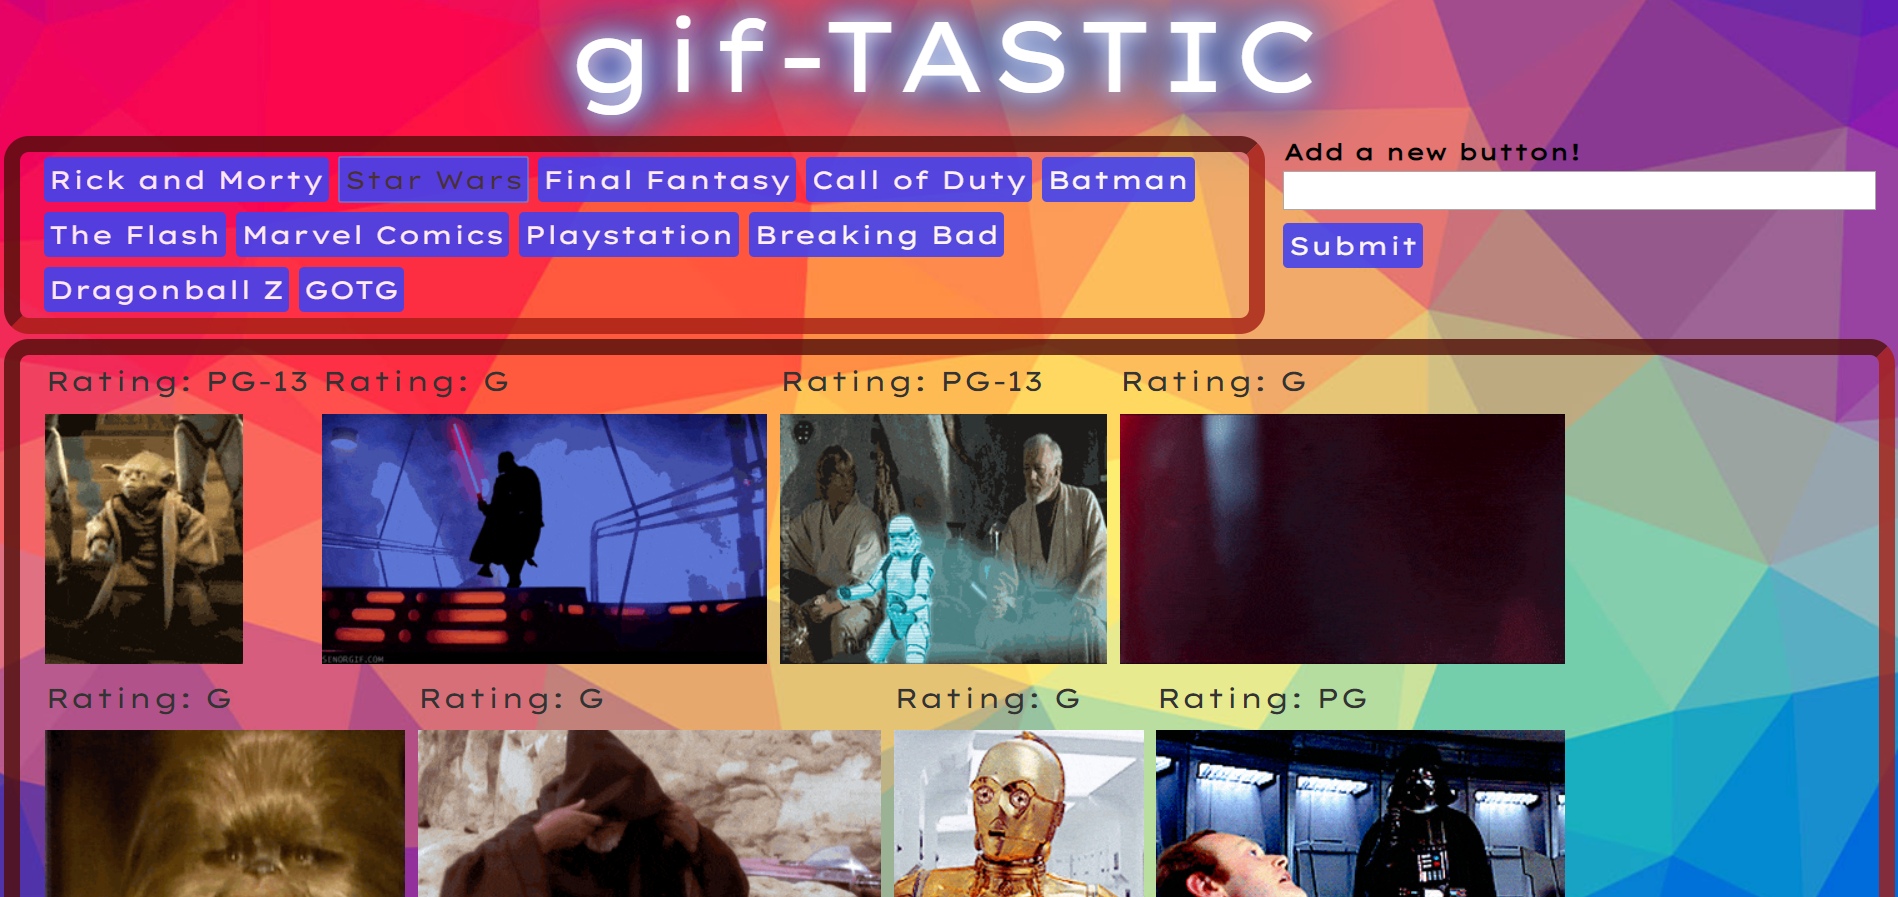 gif-TASTIC
Rick and Morty Star Wars Final Fantasy Call of Duty Batman
The Flash Marvel Comics Playstation Breaking Bad
Dragonball Z GOTG
Add a new button!
Submit
Rating: PG-13 Rating: G Rating: PG-13 Rating: G
SENORGIF.COM
Rating: G Rating: G Rating: G Rating: PG